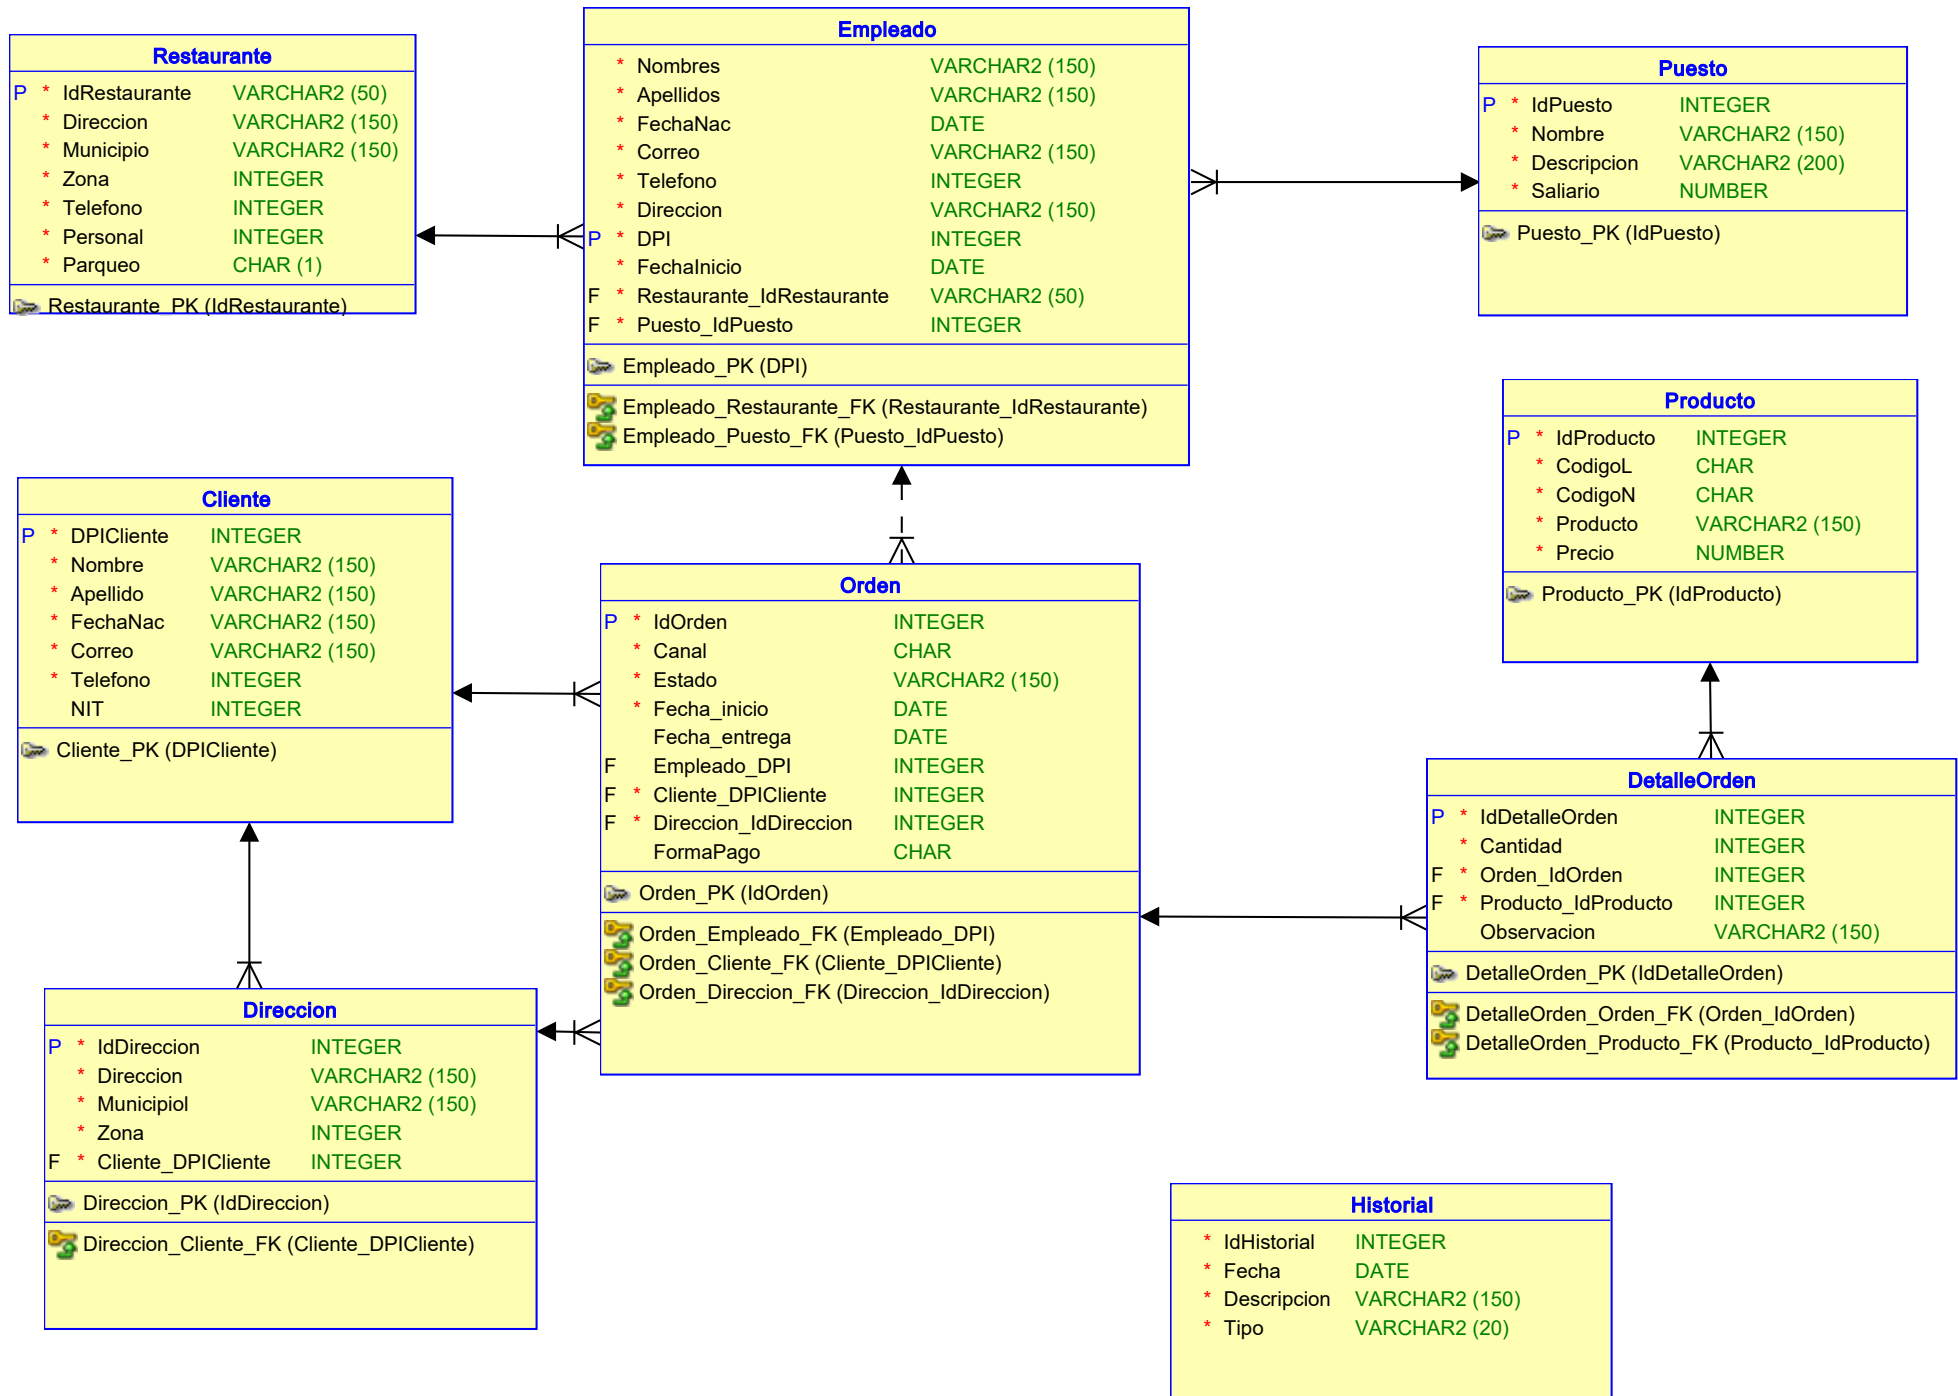 Restaurante
P * IdRestaurante VARCHAR2 (50)
* Direccion VARCHAR2 (150)
* Municipio VARCHAR2 (150)
* Zona INTEGER
* Telefono INTEGER
* Personal INTEGER
* Parqueo CHAR (1)
Restaurante_PK (IdRestaurante)
Empleado
* Nombres VARCHAR2 (150)
* Apellidos VARCHAR2 (150)
* FechaNac DATE
* Correo VARCHAR2 (150)
* Telefono INTEGER
* Direccion VARCHAR2 (150)
P * DPI INTEGER
* FechaInicio DATE
F * Restaurante_IdRestaurante VARCHAR2 (50)
F * Puesto_IdPuesto INTEGER
Empleado_PK (DPI)
Empleado_Restaurante_FK (Restaurante_IdRestaurante)
Empleado_Puesto_FK (Puesto_IdPuesto)
Puesto
P * IdPuesto INTEGER
* Nombre VARCHAR2 (150)
* Descripcion VARCHAR2 (200)
* Saliario NUMBER
Puesto_PK (IdPuesto)
Producto
P * IdProducto INTEGER
* CodigoL CHAR
* CodigoN CHAR
* Producto VARCHAR2 (150)
* Precio NUMBER
Producto_PK (IdProducto)
Cliente
P * DPICliente INTEGER
* Nombre VARCHAR2 (150)
* Apellido VARCHAR2 (150)
* FechaNac VARCHAR2 (150)
* Correo VARCHAR2 (150)
* Telefono INTEGER
NIT INTEGER
Cliente_PK (DPICliente)
Orden
P * IdOrden INTEGER
* Canal CHAR
* Estado VARCHAR2 (150)
* Fecha_inicio DATE
Fecha_entrega DATE
F Empleado_DPI INTEGER
F * Cliente_DPICliente INTEGER
F * Direccion_IdDireccion INTEGER
FormaPago CHAR
Orden_PK (IdOrden)
Orden_Empleado_FK (Empleado_DPI)
Orden_Cliente_FK (Cliente_DPICliente)
Orden_Direccion_FK (Direccion_IdDireccion)
DetalleOrden
P * IdDetalleOrden INTEGER
* Cantidad INTEGER
F * Orden_IdOrden INTEGER
F * Producto_IdProducto INTEGER
Observacion VARCHAR2 (150)
DetalleOrden_PK (IdDetalleOrden)
DetalleOrden_Orden_FK (Orden_IdOrden)
DetalleOrden_Producto_FK (Producto_IdProducto)
Direccion
P * IdDireccion INTEGER
* Direccion VARCHAR2 (150)
* Municipiol VARCHAR2 (150)
* Zona INTEGER
F * Cliente_DPICliente INTEGER
Direccion_PK (IdDireccion)
Direccion_Cliente_FK (Cliente_DPICliente)
Historial
* IdHistorial INTEGER
* Fecha DATE
* Descripcion VARCHAR2 (150)
* Tipo VARCHAR2 (20)